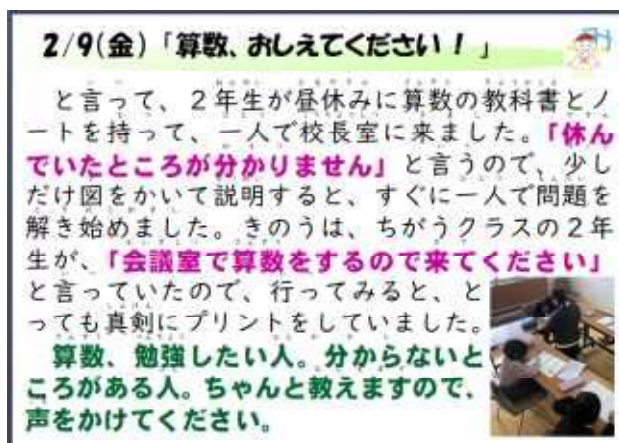 2/9(金)「算数、おしえてください！」
と言って、２年生が昼休みに算数の教科書とノ
ートを持って、一人で校長室に来ました。「休ん
でいたところが分かりません」と言うので、少し
だけ図をかいて説明すると、すぐに一人で問題を
解き始めました。きのうは、ちがうクラスの２年
生が、「会議室で算数をするので来てください」
と言っていたので、行ってみると、と
っても真剣にプリントをしていました。
算数、勉強したい人。分からないと
ころがある人。ちゃんと教えますので、
声をかけてください。